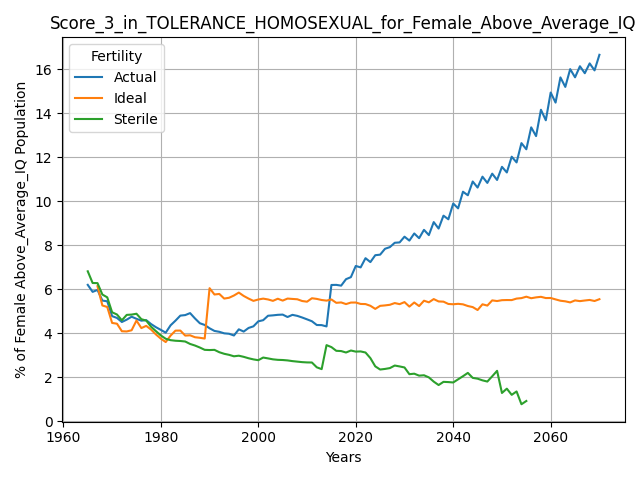 Score_3_in_TOLERANCE_HOMOSEXUAL_for_Female_Above_Average_IQ
Fertility
Actual
Ideal
Sterile
% of Female Above_Average_IQ Population
16
14
12
10
8
6
4
2
0
1960 1980 2000 2020 2040 2060
Years